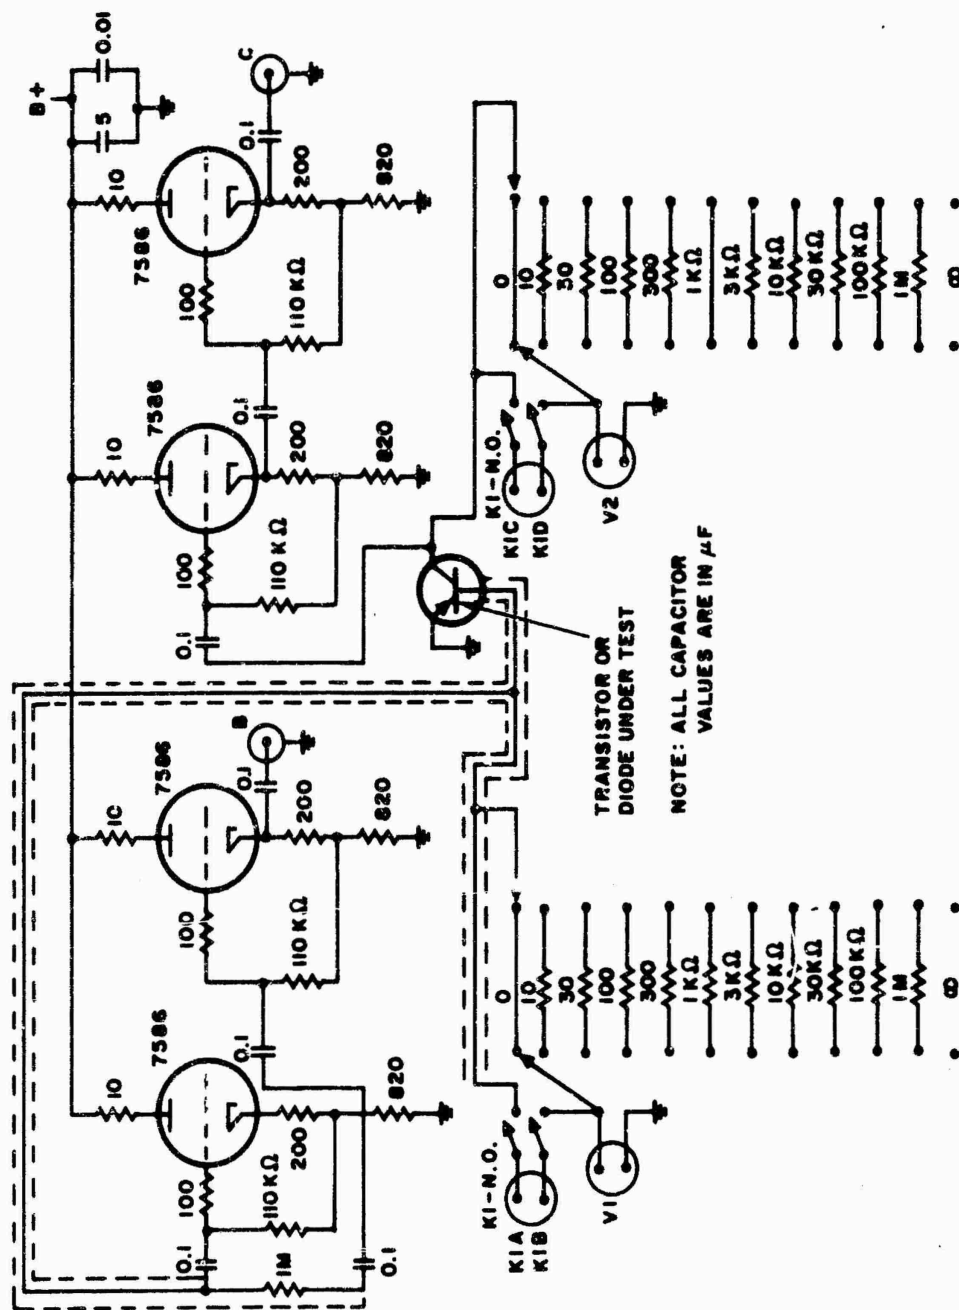 B+
5
0.01
10
7586
100
0.1
110KΩ
1M
200
820
0.1
0.1
10
7586
100
110KΩ
200
820
0.1
B
10
7586
100
0.1
110KΩ
200
820
0.1
10
7586
100
110KΩ
200
820
0.1
C
K1-N.O.
K1A
K1B
V1
0
10
30
100
300
1KΩ
3KΩ
10KΩ
30KΩ
100KΩ
1M
∞
TRANSISTOR OR
DIODE UNDER TEST
NOTE: ALL CAPACITOR
VALUES ARE IN μF
K1-N.O.
K1C
K1D
V2
0
10
30
100
300
1KΩ
3KΩ
10KΩ
30KΩ
100KΩ
1M
∞